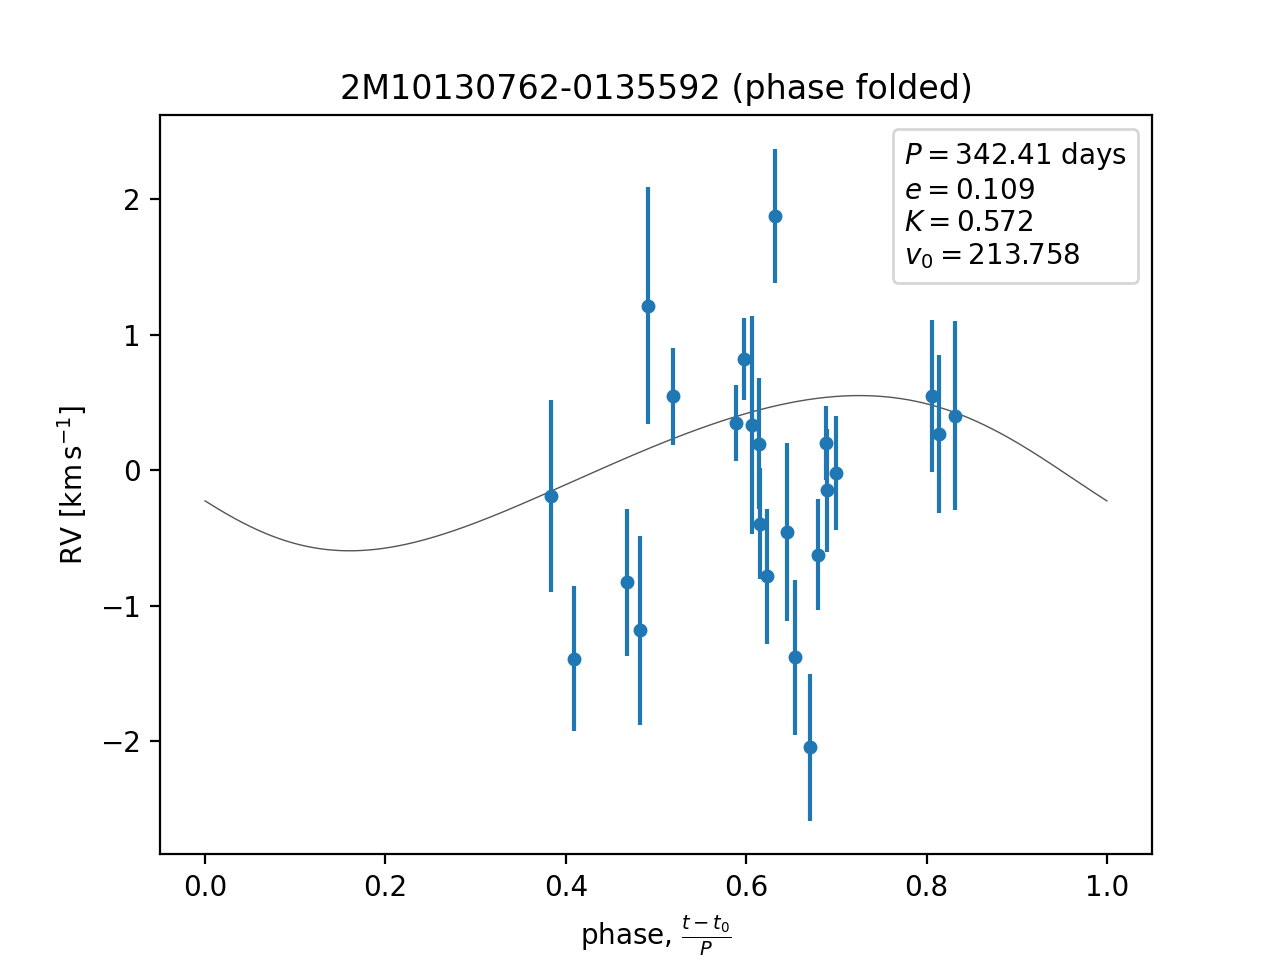 2M10130762-0135592 (phase folded)
P = 342.41 days
e = 0.109
K = 0.572
v₀ = 213.758
RV [km s⁻¹]
2
1
0
−1
−2
0.0 0.2 0.4 0.6 0.8 1.0
phase, (t − t₀)/P